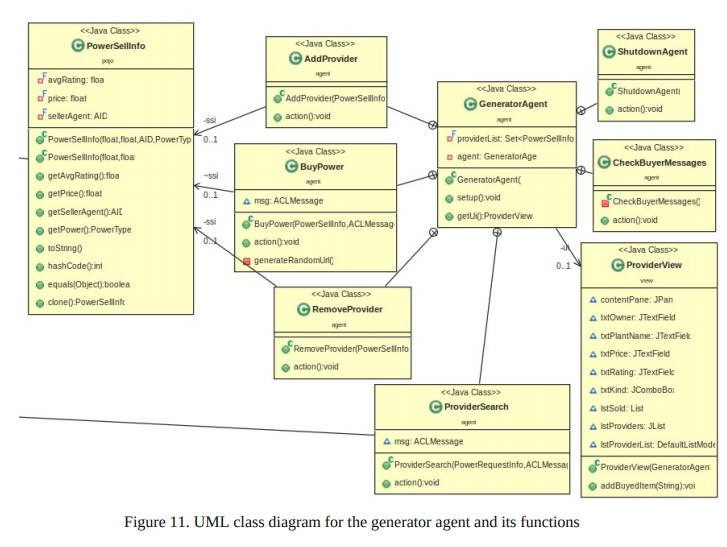 <<Java Class>>
PowerSellInfo
pojo
avgRating: floa
price: float
sellerAgent: AID
PowerSellInfo(float,float,AID,PowerTyp
PowerSellInfo(float,float
getAvgRating():floa
getPrice():float
getSellerAgent():AID
getPower():PowerType
toString()
hashCode():int
equals(Object):boolea
clone():PowerSellInfo
-ssi
0..1
~ssi
0..1
-ssi
0..1
<<Java Class>>
AddProvider
agent
AddProvider(PowerSellInfo
action():void
<<Java Class>>
BuyPower
agent
msg: ACLMessage
BuyPower(PowerSellInfo,ACLMessag
action():void
generateRandomUrl()
<<Java Class>>
RemoveProvider
agent
RemoveProvider(PowerSellInfo
action():void
<<Java Class>>
GeneratorAgent
agent
providerList: Set<PowerSellInfo
agent: GeneratorAge
GeneratorAgent(
setup():void
getUi():ProviderView
<<Java Class>>
ShutdownAgent
agent
ShutdownAgent(
action():void
<<Java Class>>
CheckBuyerMessages
agent
CheckBuyerMessages()
action():void
-ui
0..1
<<Java Class>>
ProviderView
view
contentPane: JPan
txtOwner: JTextField
txtPlantName: JTextField
txtPrice: JTextField
txtRating: JTextField
txtKind: JComboBox
lstSold: List
lstProviders: JList
lstProviderList: DefaultListMode
ProviderView(GeneratorAgen
addBuyedItem(String):voi
<<Java Class>>
ProviderSearch
agent
msg: ACLMessage
ProviderSearch(PowerRequestInfo,ACLMessag
action():void
Figure 11. UML class diagram for the generator agent and its functions